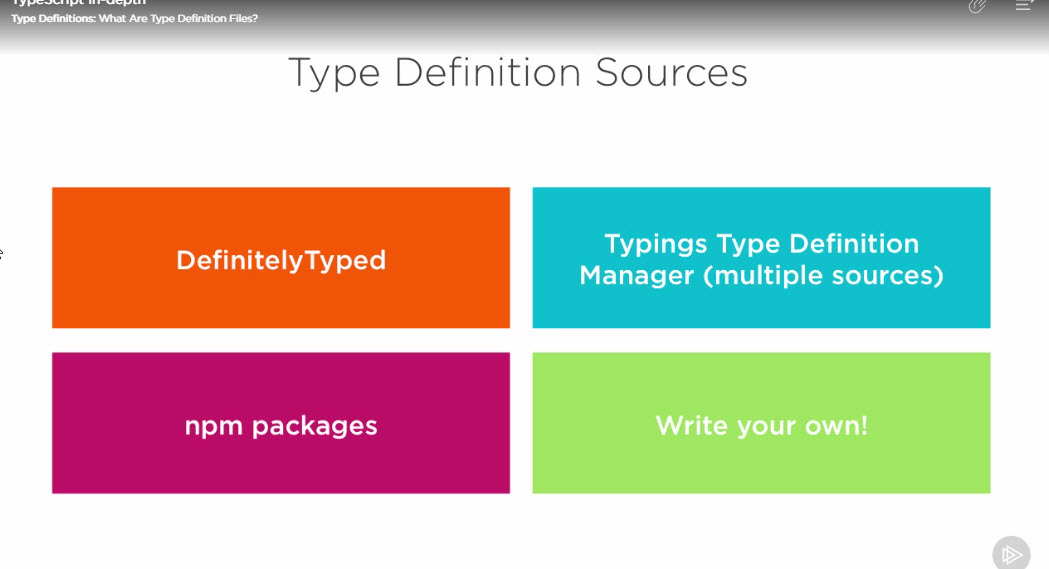 TypeScript In-depth
Type Definitions: What Are Type Definition Files?
Type Definition Sources
DefinitelyTyped
Typings Type Definition
Manager (multiple sources)
npm packages
Write your own!